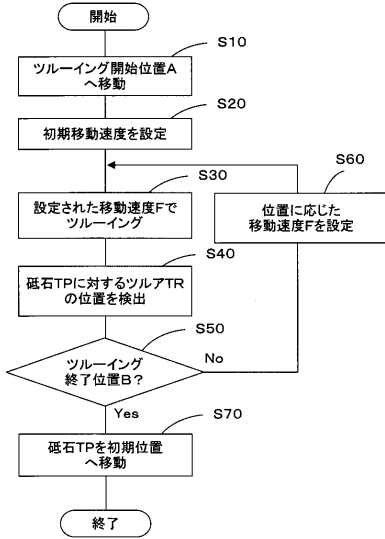 開始
S10
ツルーイング開始位置A
へ移動
S20
初期移動速度を設定
S30
設定された移動速度Fで
ツルーイング
S60
位置に応じた
移動速度Fを設定
S40
砥石TPに対するツルアTR
の位置を検出
S50
ツルーイング
終了位置B?
No
Yes
S70
砥石TPを初期位置
へ移動
終了